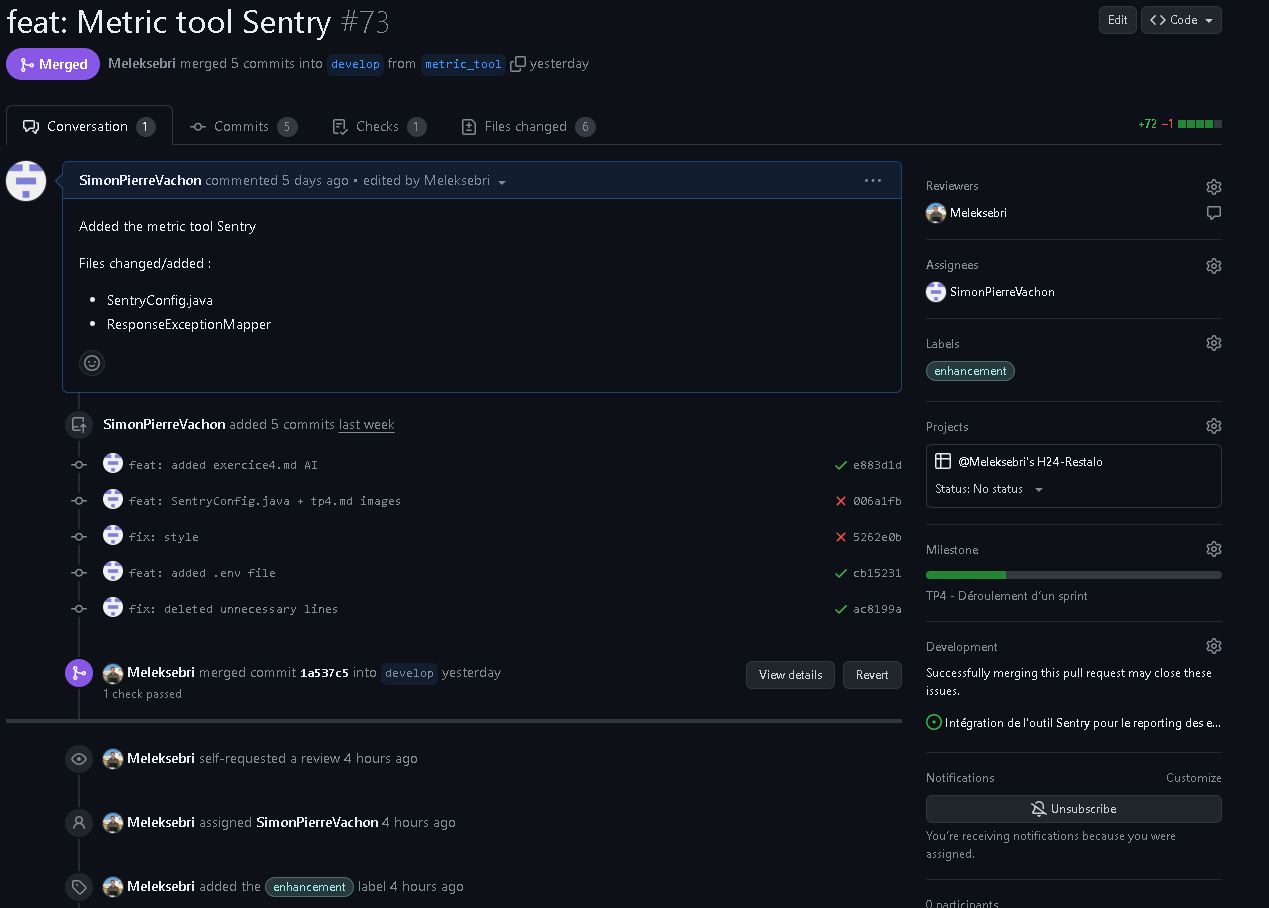 feat: Metric tool Sentry #73
Edit
Code
Merged
Meleksebri merged 5 commits into develop from metric_tool yesterday
Conversation 1
Commits 5
Checks 1
Files changed 6
+72 −1
SimonPierreVachon commented 5 days ago • edited by Meleksebri
Added the metric tool Sentry
Files changed/added :
• SentryConfig.java
• ResponseExceptionMapper
SimonPierreVachon added 5 commits last week
feat: added exercice4.md AI e883d1d
feat: SentryConfig.java + tp4.md images 006a1fb
fix: style 5262e0b
feat: added .env file cb15231
fix: deleted unnecessary lines ac8199a
Meleksebri merged commit 1a537c5 into develop yesterday
1 check passed
View details
Revert
Meleksebri self-requested a review 4 hours ago
Meleksebri assigned SimonPierreVachon 4 hours ago
Meleksebri added the enhancement label 4 hours ago
Reviewers
Meleksebri
Assignees
SimonPierreVachon
Labels
enhancement
Projects
@Meleksebri's H24-Restalo
Status: No status
Milestone
TP4 - Déroulement d'un sprint
Development
Successfully merging this pull request may close these
issues.
Intégration de l'outil Sentry pour le reporting des e...
Notifications
Customize
Unsubscribe
You're receiving notifications because you were
assigned.
0 participants